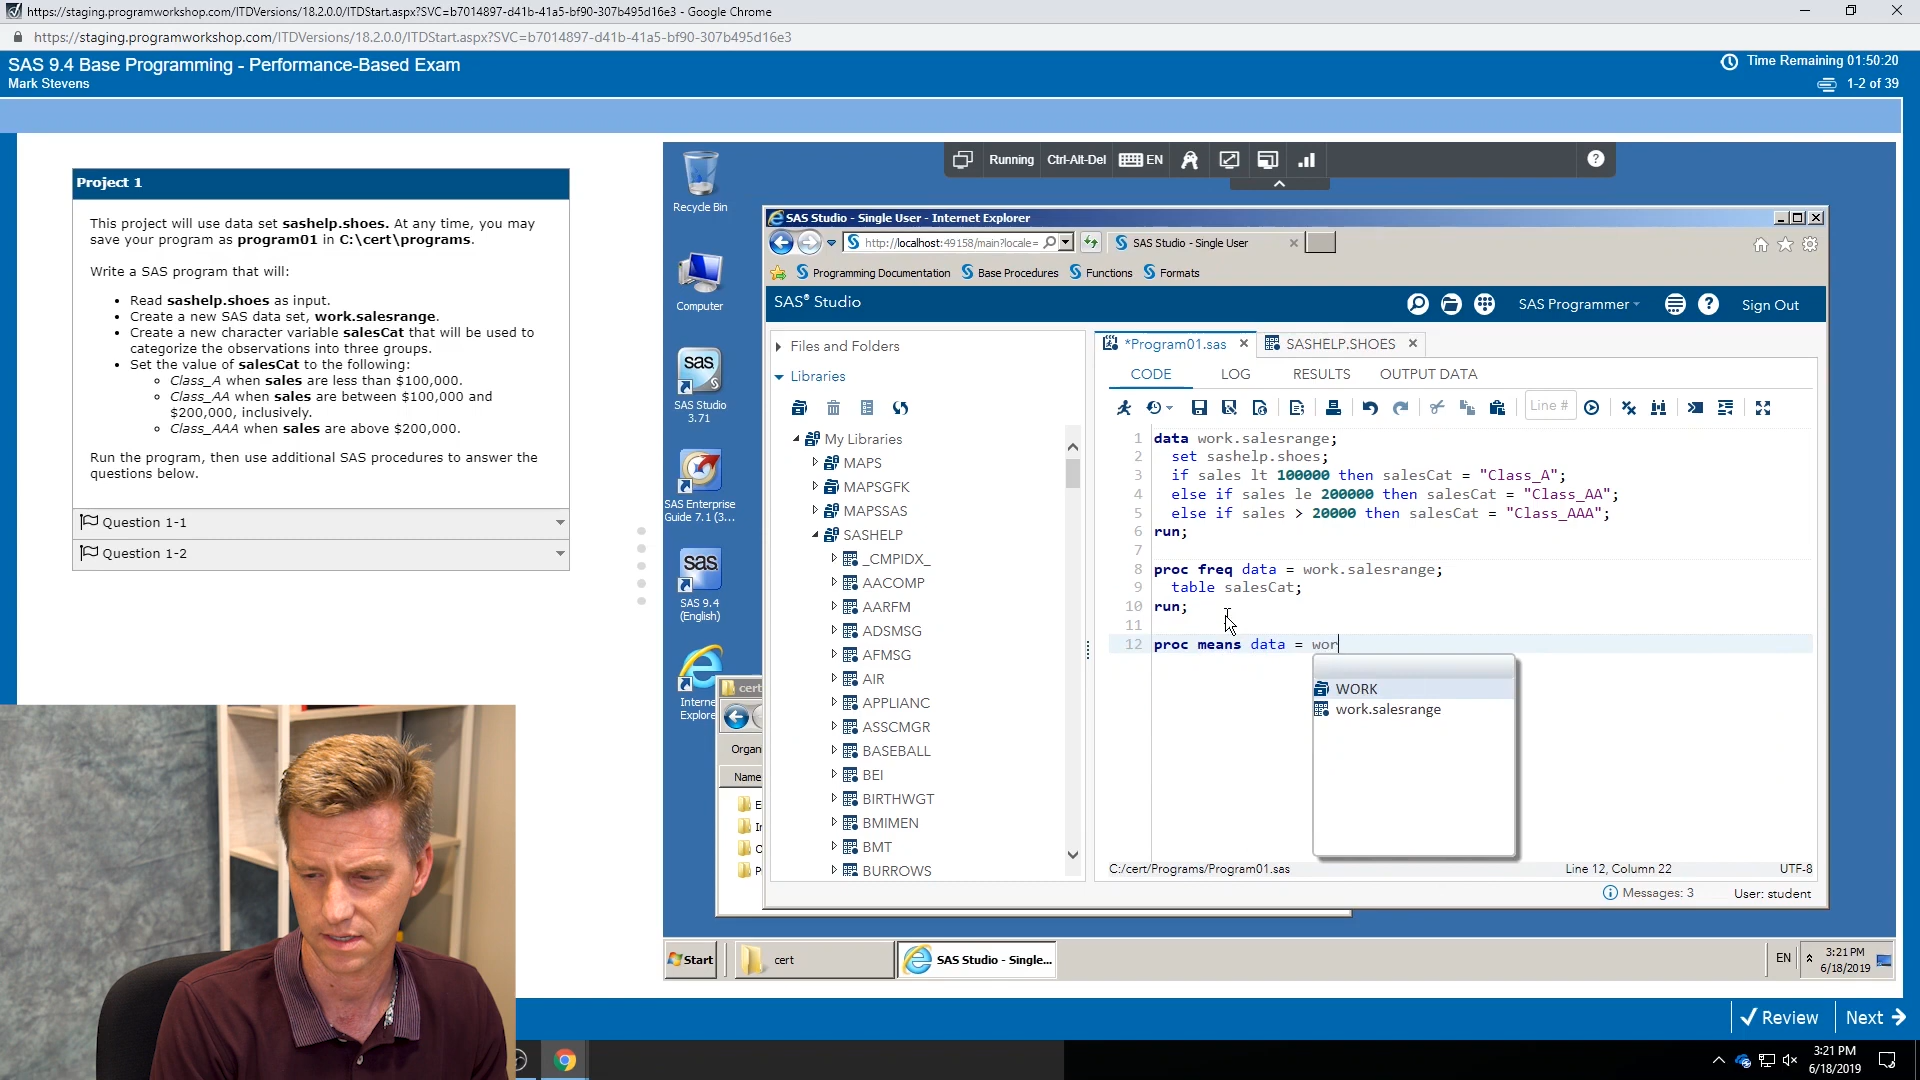 https://staging.programworkshop.com/ITDVersions/18.2.0.0/ITDStart.aspx?SVC=b7014897-d41b-41a5-bf90-307b495d16e3 - Google Chrome
https://staging.programworkshop.com/ITDVersions/18.2.0.0/ITDStart.aspx?SVC=b7014897-d41b-41a5-bf90-307b495d16e3
SAS 9.4 Base Programming - Performance-Based Exam
Mark Stevens
Time Remaining 01:50:20
1-2 of 39
Project 1
This project will use data set sashelp.shoes. At any time, you may
save your program as program01 in C:\cert\programs.
Write a SAS program that will:
• Read sashelp.shoes as input.
• Create a new SAS data set, work.salesrange.
• Create a new character variable salesCat that will be used to
categorize the observations into three groups.
• Set the value of salesCat to the following:
Class_A when sales are less than $100,000.
Class_AA when sales are between $100,000 and
$200,000, inclusively.
Class_AAA when sales are above $200,000.
Run the program, then use additional SAS procedures to answer the
questions below.
Question 1-1
Question 1-2
Recycle Bin
Computer
sas
SAS Studio
3.71
SAS Enterprise
Guide 7.1 (3...
sas
SAS 9.4
(English)
Interne
Explore
Running
Ctrl-Alt-Del
EN
SAS Studio - Single User - Internet Explorer
http://localhost:49158/main?locale=
SAS Studio - Single User
Programming Documentation
Base Procedures
Functions
Formats
SAS® Studio
SAS Programmer
Sign Out
Files and Folders
Libraries
My Libraries
MAPS
MAPSGFK
MAPSSAS
SASHELP
_CMPIDX_
AACOMP
AARFM
ADSMSG
AFMSG
AIR
APPLIANC
ASSCMGR
BASEBALL
BEI
BIRTHWGT
BMIMEN
BMT
BURROWS
*Program01.sas
SASHELP.SHOES
CODE
LOG
RESULTS
OUTPUT DATA
Line #
1 data work.salesrange;
2 set sashelp.shoes;
3 if sales lt 100000 then salesCat = "Class_A";
4 else if sales le 200000 then salesCat = "Class_AA";
5 else if sales > 20000 then salesCat = "Class_AAA";
6 run;
7
8 proc freq data = work.salesrange;
9 table salesCat;
10 run;
11
12 proc means data = wor
WORK
work.salesrange
C:/cert/Programs/Program01.sas
Line 12, Column 22
UTF-8
Messages: 3
User: student
cert
Organ
Name
E
P
Start
cert
SAS Studio - Single...
EN
3:21 PM
6/18/2019
Review
Next
3:21 PM
6/18/2019